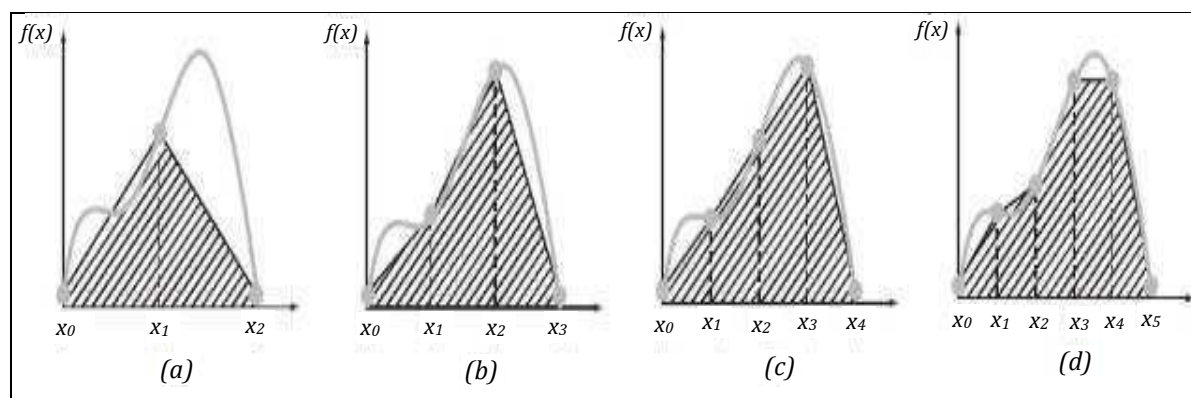 f(x) f(x) f(x) f(x)
x0 x1 x2 x0 x1 x2 x3 x0 x1 x2 x3 x4 x0 x1 x2 x3 x4 x5
(a) (b) (c) (d)